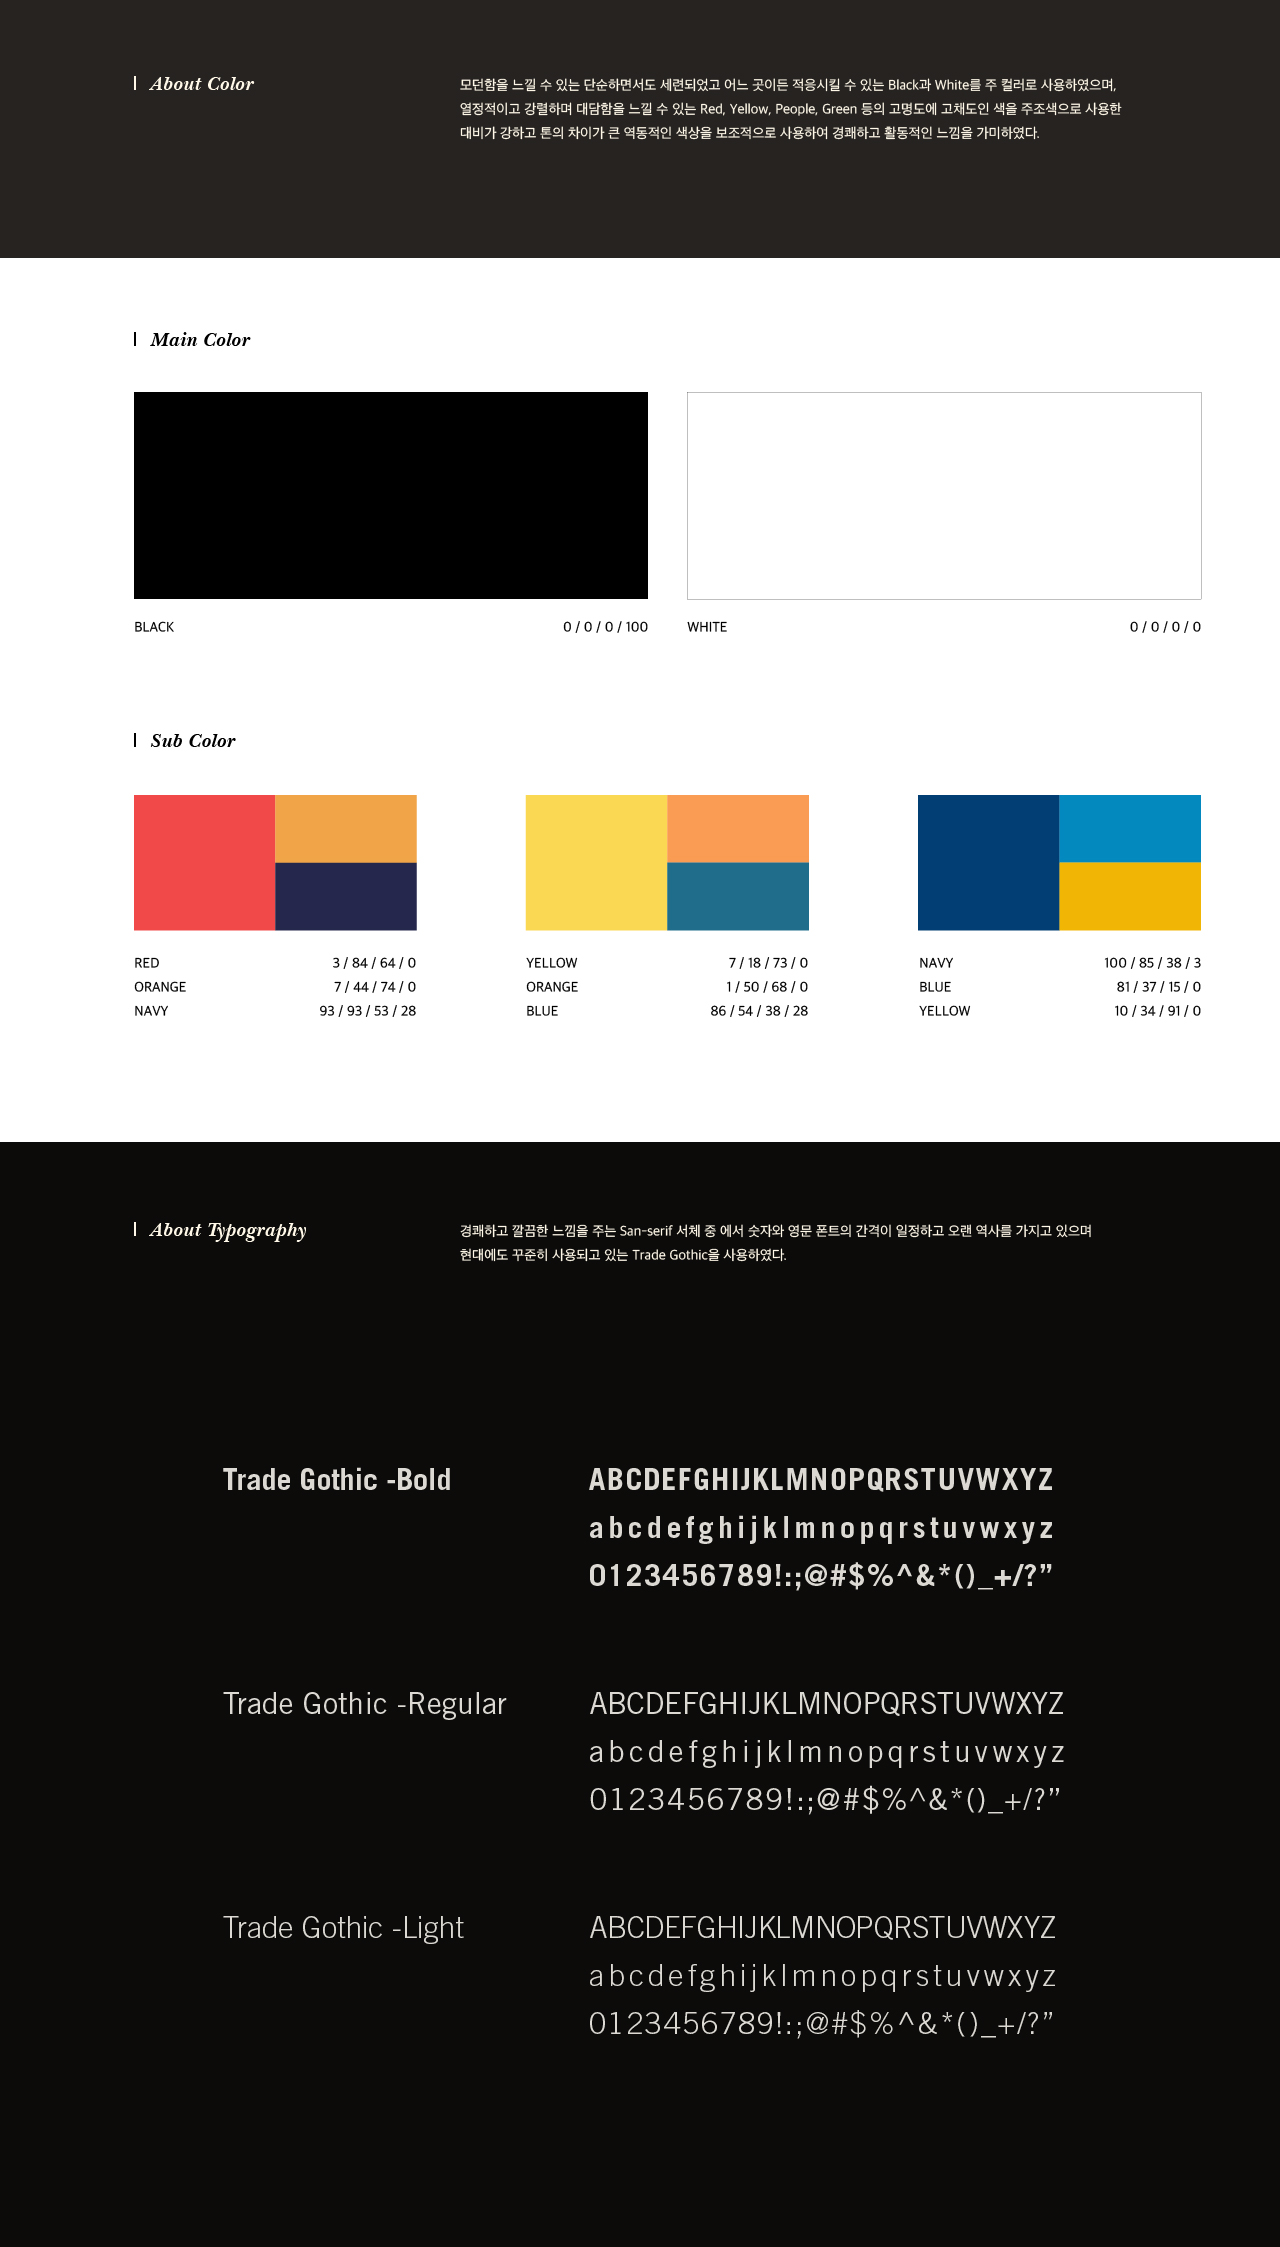 About Color
모던함을 느낄 수 있는 단순하면서도 세련되었고 어느 곳이든 적응시킬 수 있는 Black과 White를 주 컬러로 사용하였으며,
열정적이고 강렬하며 대담함을 느낄 수 있는 Red, Yellow, People, Green 등의 고명도에 고채도인 색을 주조색으로 사용한
대비가 강하고 톤의 차이가 큰 역동적인 색상을 보조적으로 사용하여 경쾌하고 활동적인 느낌을 가미하였다.
Main Color
BLACK 0 / 0 / 0 / 100
WHITE 0 / 0 / 0 / 0
Sub Color
RED 3 / 84 / 64 / 0
ORANGE 7 / 44 / 74 / 0
NAVY 93 / 93 / 53 / 28
YELLOW 7 / 18 / 73 / 0
ORANGE 1 / 50 / 68 / 0
BLUE 86 / 54 / 38 / 28
NAVY 100 / 85 / 38 / 3
BLUE 81 / 37 / 15 / 0
YELLOW 10 / 34 / 91 / 0
About Typography
경쾌하고 깔끔한 느낌을 주는 San-serif 서체 중 에서 숫자와 영문 폰트의 간격이 일정하고 오랜 역사를 가지고 있으며
현대에도 꾸준히 사용되고 있는 Trade Gothic을 사용하였다.
Trade Gothic -Bold
ABCDEFGHIJKLMNOPQRSTUVWXYZ
abcdefghijklmnopqrstuvwxyz
0123456789!:;@#$%^&*()_+/?”
Trade Gothic -Regular
ABCDEFGHIJKLMNOPQRSTUVWXYZ
abcdefghijklmnopqrstuvwxyz
0123456789!:;@#$%^&*()_+/?”
Trade Gothic -Light
ABCDEFGHIJKLMNOPQRSTUVWXYZ
abcdefghijklmnopqrstuvwxyz
0123456789!:;@#$%^&*()_+/?”